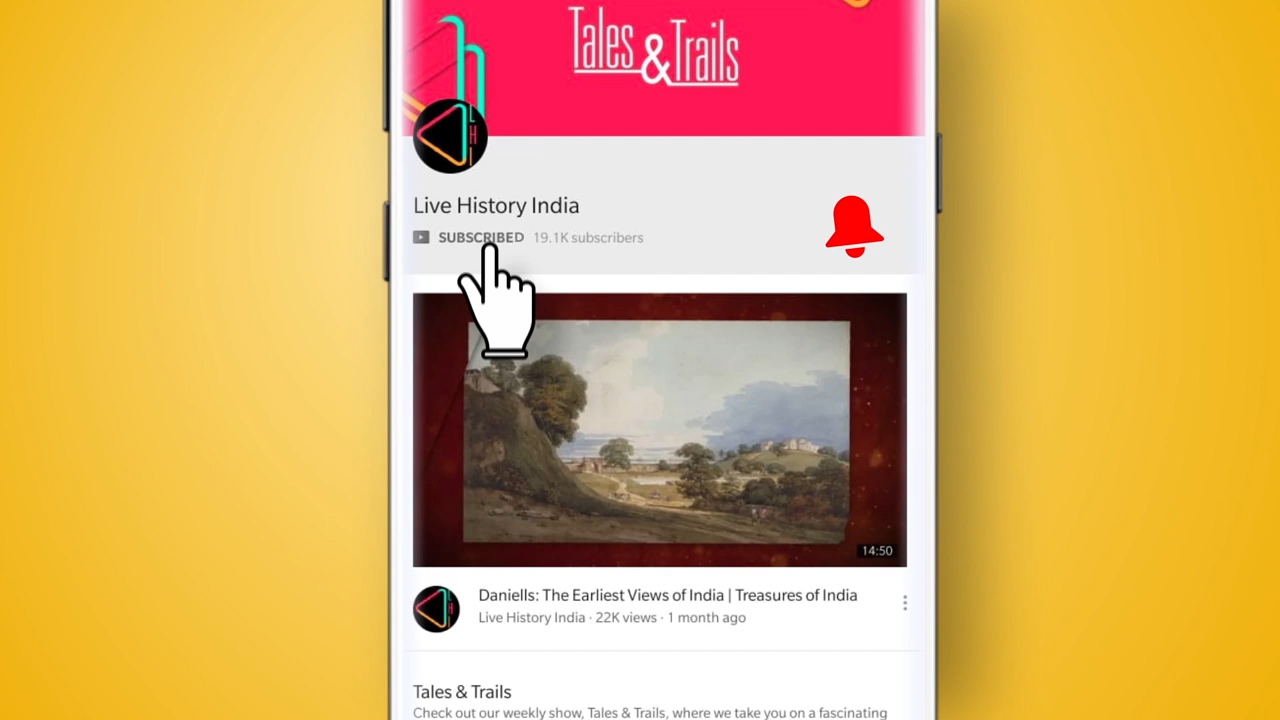 Tales & Trails
LHI
Live History India
SUBSCRIBED 19.1K subscribers
14:50
Daniells: The Earliest Views of India | Treasures of India
LHI
Live History India · 22K views · 1 month ago
Tales & Trails
Check out our weekly show, Tales & Trails, where we take you on a fascinating